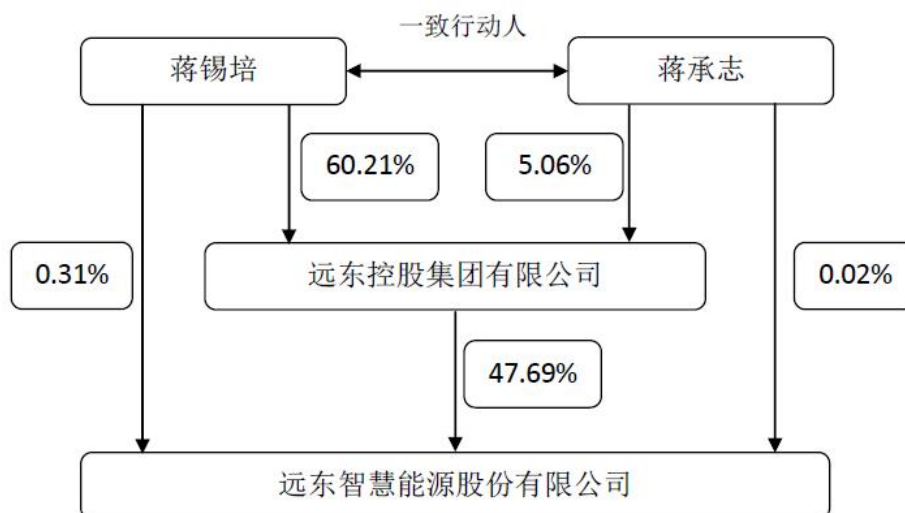 一致行动人
蒋锡培
蒋承志
60.21%
5.06%
0.31%
远东控股集团有限公司
0.02%
47.69%
远东智慧能源股份有限公司